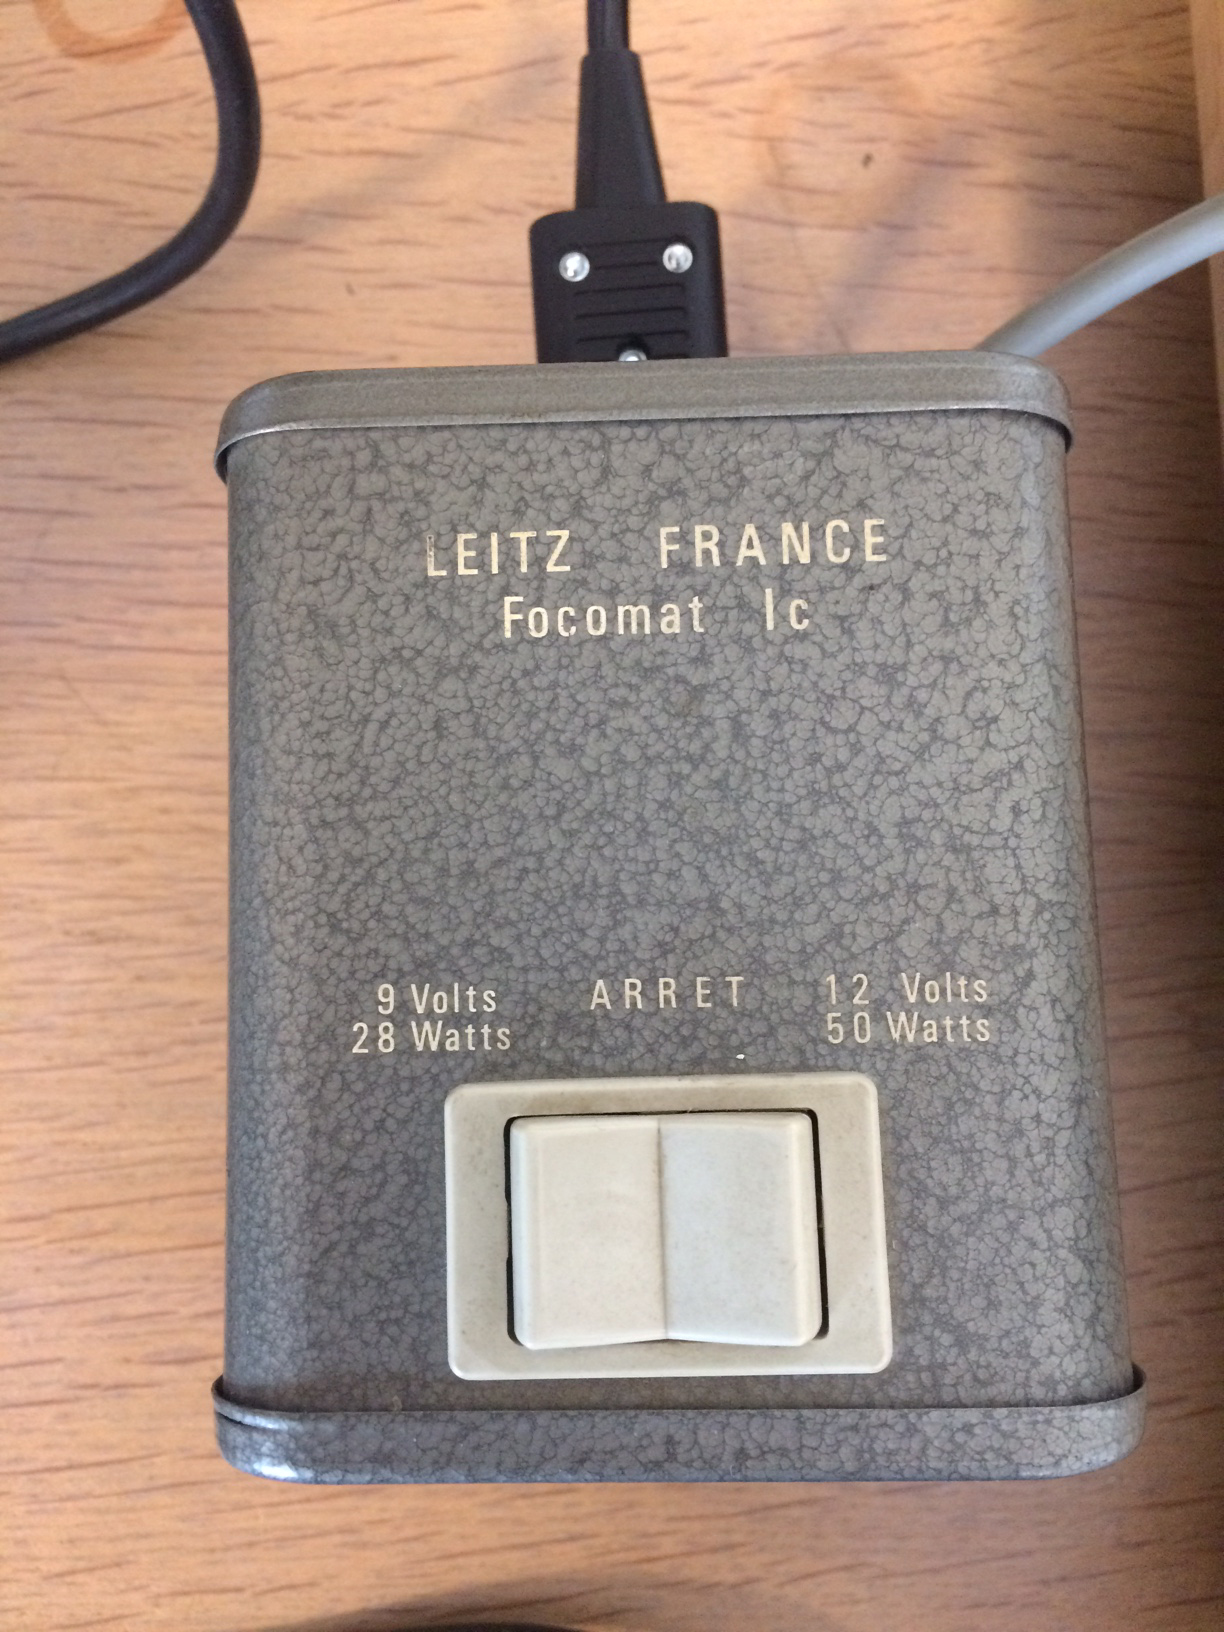 LEITZ FRANCE
Focomat Ic
9 Volts ARRET 12 Volts
28 Watts 50 Watts